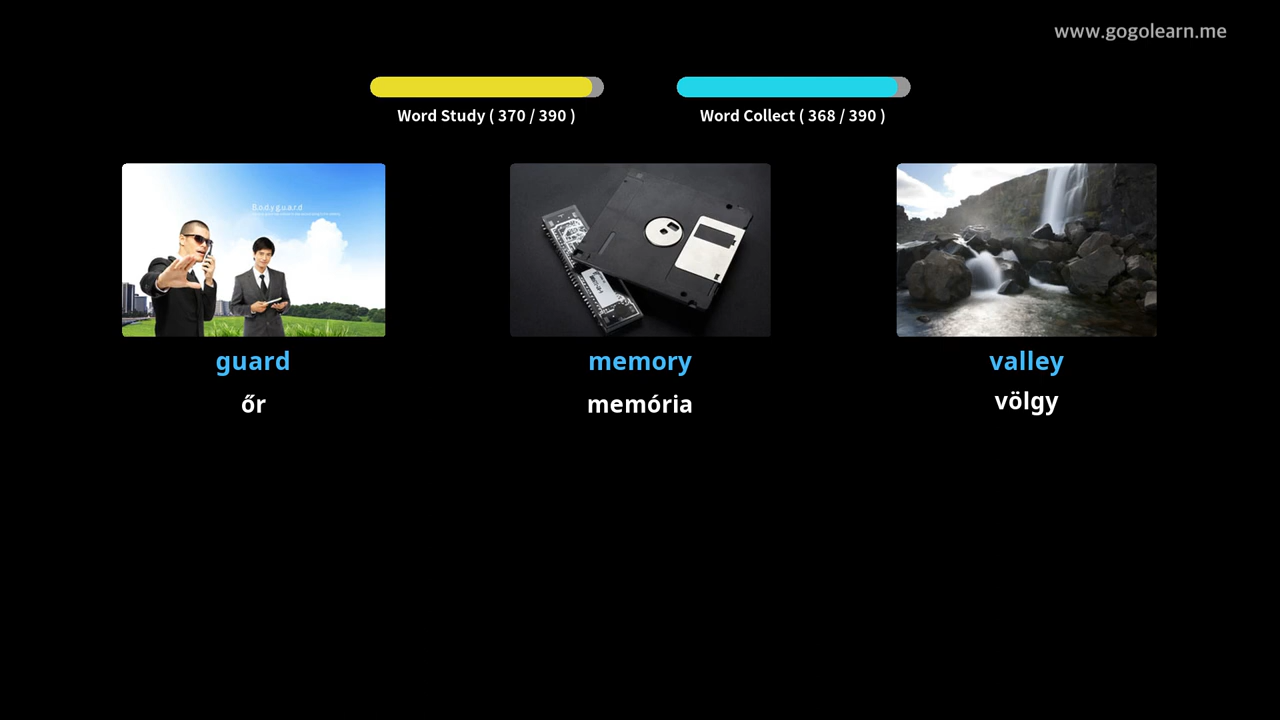 www.gogolearn.me
Word Study ( 370 / 390 )
Word Collect ( 368 / 390 )
Bodyguard
guard
memory
valley
őr
memória
völgy